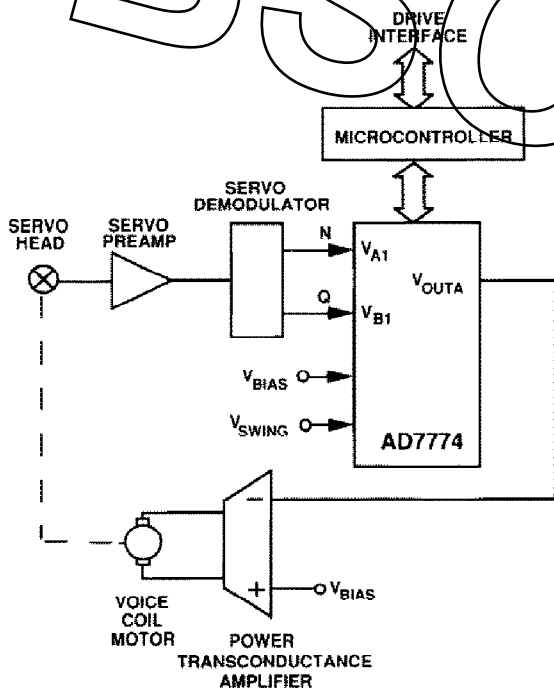 DRIVE
INTERFACE
MICROCONTROLLER
SERVO
DEMODULATOR
SERVO
HEAD
SERVO
PREAMP
N
VA1
VOUTA
Q
VB1
VBIAS
VSWING
AD7774
−
+
VBIAS
VOICE
COIL
MOTOR
POWER
TRANSCONDUCTANCE
AMPLIFIER